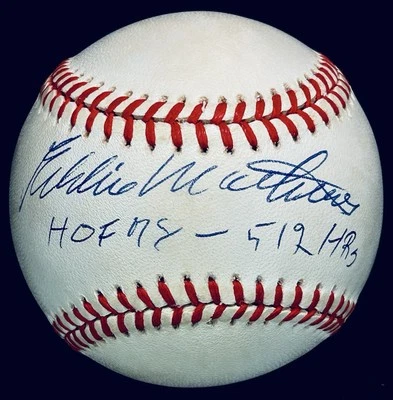 Eddie Mathews
HOF 78 - 512 HRs